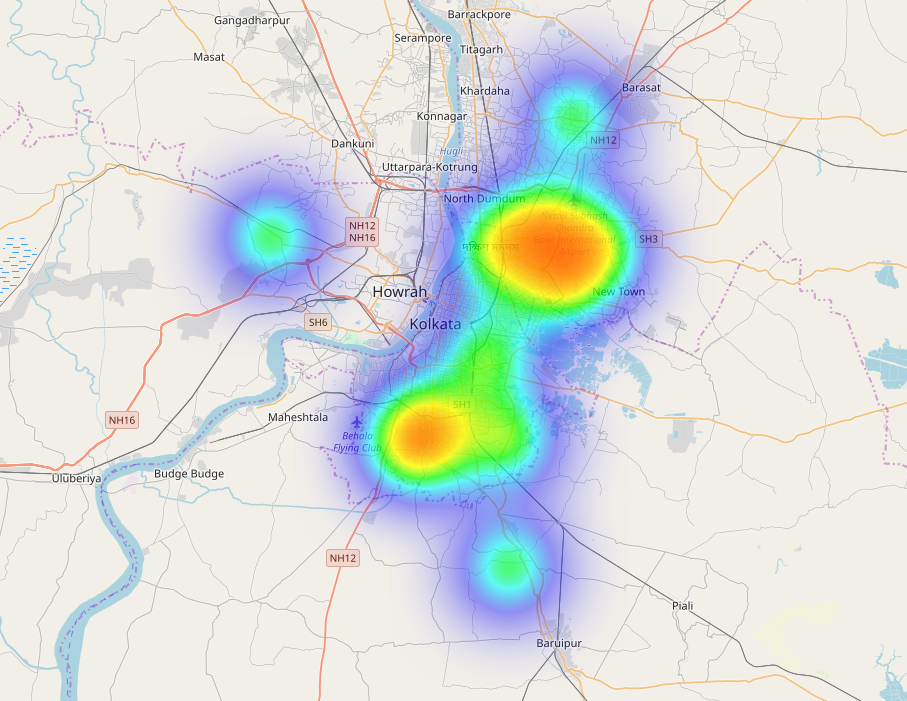 Barrackpore
Gangadharpur
Serampore
Titagarh
Masat
Khardaha
Barasat
Konnagar
NH12
Dankuni
Hugli
Uttarpara-Kotrung
North Dumdum
Netaji Subhash
Chandra
Bose International
Airport
NH12
NH16
SH3
Howrah
New Town
SH6
Kolkata
SH1
Maheshtala
NH16
Behala
Flying Club
Uluberiya
Budge Budge
NH12
Piali
Baruipur